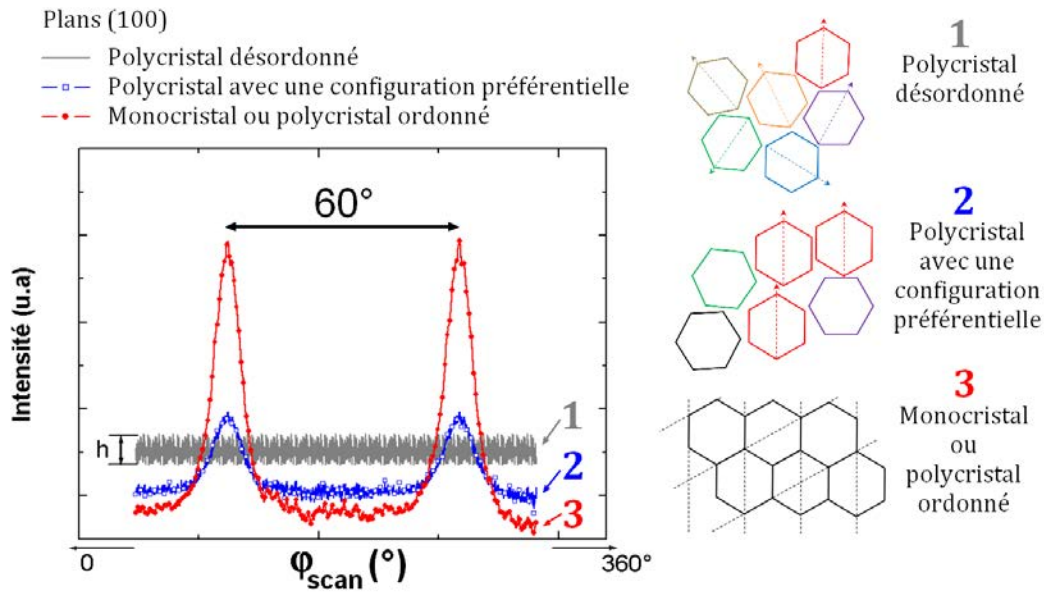 Plans (100)
Polycristal désordonné
Polycristal avec une configuration préférentielle
Monocristal ou polycristal ordonné
60°
Intensité (u.a)
h
1
2
3
0
φscan (°)
360°
1
Polycristal
désordonné
2
Polycristal
avec une
configuration
préférentielle
3
Monocristal
ou
polycristal
ordonné